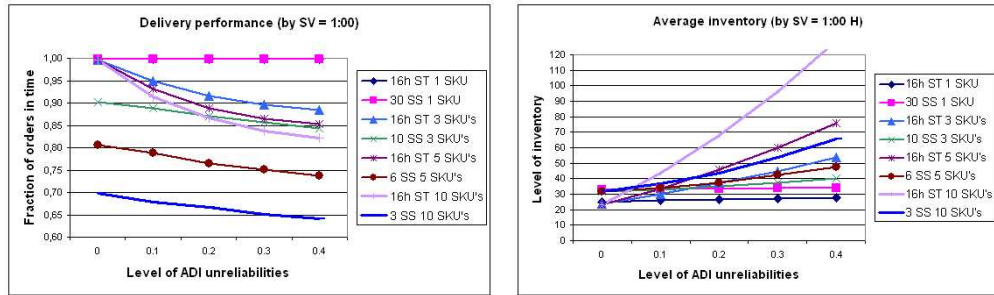 Delivery performance (by SV = 1:00)
Fraction of orders in time
1,00
0,95
0,90
0,85
0,80
0,75
0,70
0,65
0,60
0
0.1
0.2
0.3
0.4
Level of ADI unreliabilities
16h ST 1 SKU
30 SS 1 SKU
16h ST 3 SKU's
10 SS 3 SKU's
16h ST 5 SKU's
6 SS 5 SKU's
16h ST 10 SKU's
3 SS 10 SKU's
Average inventory (by SV = 1:00 H)
Level of inventory
120
110
100
90
80
70
60
50
40
30
20
10
0
0
0.1
0.2
0.3
0.4
Level of ADI unreliabilities
16h ST 1 SKU
30 SS 1 SKU
16h ST 3 SKU's
10 SS 3 SKU's
16h ST 5 SKU's
6 SS 5 SKU's
16h ST 10 SKU's
3 SS 10 SKU's